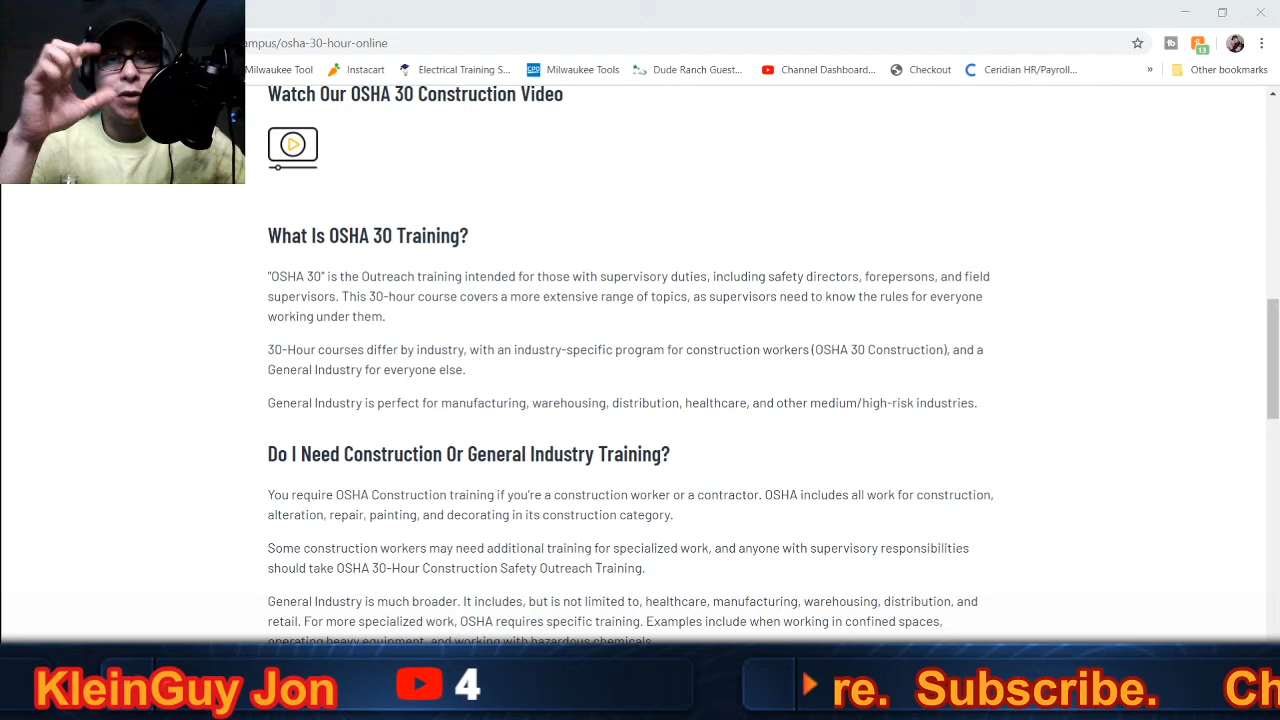 ampus/osha-30-hour-online
13
Milwaukee Tool
Instacart
Electrical Training S...
CPO
Milwaukee Tools
Dude Ranch Guest...
Channel Dashboard...
Checkout
Ceridian HR/Payroll...
»
Other bookmarks
Watch Our OSHA 30 Construction Video
What Is OSHA 30 Training?
"OSHA 30" is the Outreach training intended for those with supervisory duties, including safety directors, forepersons, and field
supervisors. This 30-hour course covers a more extensive range of topics, as supervisors need to know the rules for everyone
working under them.
30-Hour courses differ by industry, with an industry-specific program for construction workers (OSHA 30 Construction), and a
General Industry for everyone else.
General Industry is perfect for manufacturing, warehousing, distribution, healthcare, and other medium/high-risk industries.
Do I Need Construction Or General Industry Training?
You require OSHA Construction training if you're a construction worker or a contractor. OSHA includes all work for construction,
alteration, repair, painting, and decorating in its construction category.
Some construction workers may need additional training for specialized work, and anyone with supervisory responsibilities
should take OSHA 30-Hour Construction Safety Outreach Training.
General Industry is much broader. It includes, but is not limited to, healthcare, manufacturing, warehousing, distribution, and
retail. For more specialized work, OSHA requires specific training. Examples include when working in confined spaces,
operating heavy equipment, and working with hazardous chemicals.
KleinGuy Jon
4
re. Subscribe. Ch